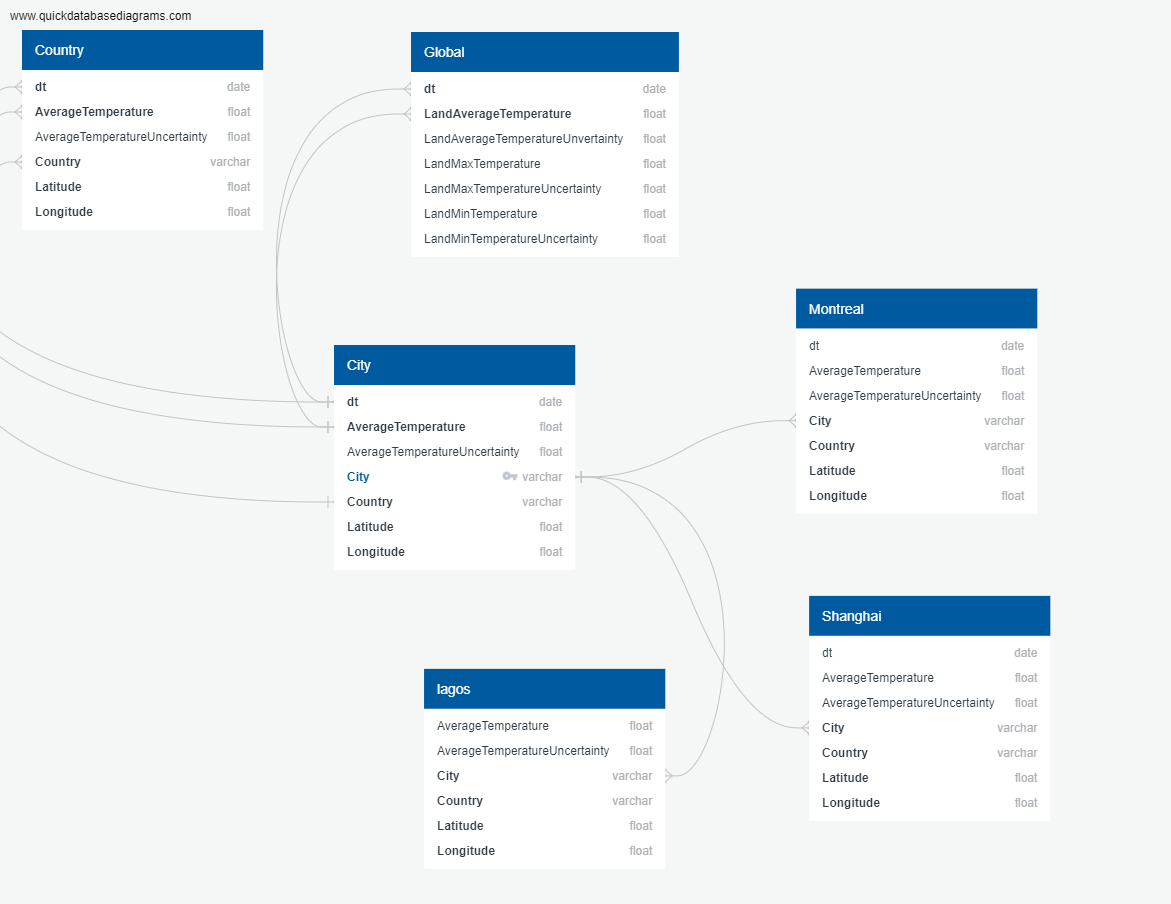 www.quickdatabasediagrams.com
Country
dt date
AverageTemperature float
AverageTemperatureUncertainty float
Country varchar
Latitude float
Longitude float
Global
dt date
LandAverageTemperature float
LandAverageTemperatureUnvertainty float
LandMaxTemperature float
LandMaxTemperatureUncertainty float
LandMinTemperature float
LandMinTemperatureUncertainty float
City
dt date
AverageTemperature float
AverageTemperatureUncertainty float
City varchar
Country varchar
Latitude float
Longitude float
Montreal
dt date
AverageTemperature float
AverageTemperatureUncertainty float
City varchar
Country varchar
Latitude float
Longitude float
lagos
AverageTemperature float
AverageTemperatureUncertainty float
City varchar
Country varchar
Latitude float
Longitude float
Shanghai
dt date
AverageTemperature float
AverageTemperatureUncertainty float
City varchar
Country varchar
Latitude float
Longitude float